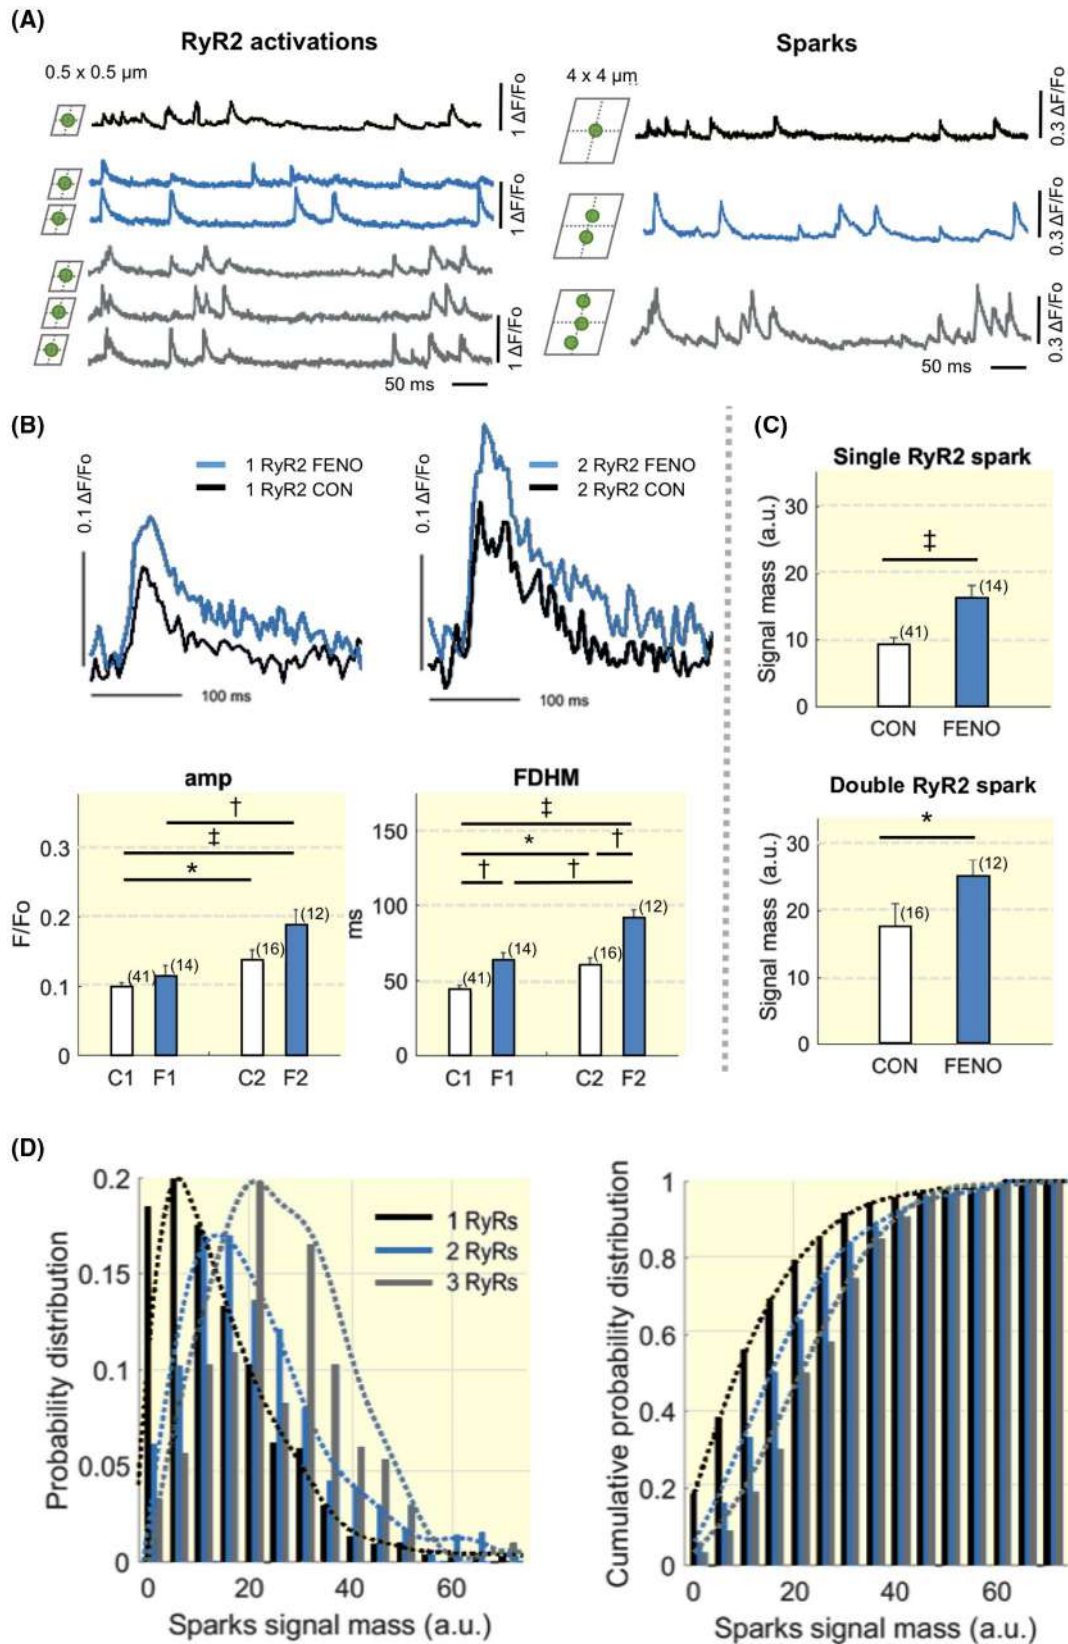 (A)
RyR2 activations
Sparks
0.5 x 0.5 µm
4 x 4 µm
1 ΔF/Fo
0.3 ΔF/Fo
1 ΔF/Fo
0.3 ΔF/Fo
1 ΔF/Fo
0.3 ΔF/Fo
50 ms
50 ms
(B)
0.1 ΔF/Fo
1 RyR2 FENO
1 RyR2 CON
100 ms
0.1 ΔF/Fo
2 RyR2 FENO
2 RyR2 CON
100 ms
amp
†
‡
*
F/Fo
0.3
0.2
0.1
0
(41)
(14)
(16)
(12)
C1 F1 C2 F2
FDHM
‡
* †
† †
ms
150
100
50
0
(41)
(14)
(16)
(12)
C1 F1 C2 F2
(C)
Single RyR2 spark
Signal mass (a.u.)
30
20
10
0
‡
(41)
(14)
CON FENO
Double RyR2 spark
Signal mass (a.u.)
30
20
10
0
*
(16)
(12)
CON FENO
(D)
Probability distribution
0.2
0.15
0.1
0.05
0
1 RyRs
2 RyRs
3 RyRs
0 20 40 60
Sparks signal mass (a.u.)
Cumulative probability distribution
1
0.8
0.6
0.4
0.2
0
0 20 40 60
Sparks signal mass (a.u.)